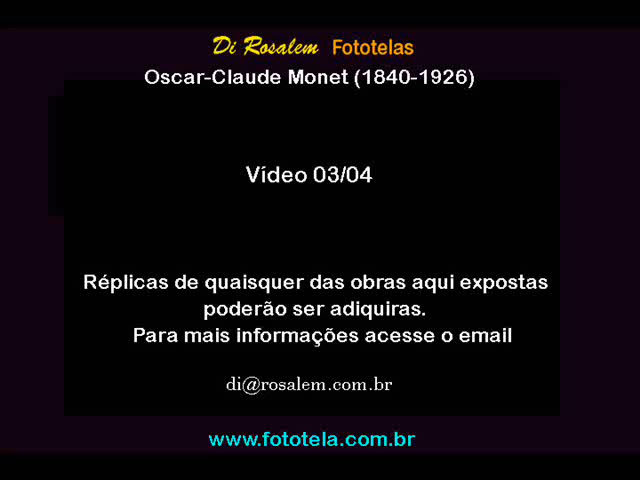 Di Rosalem Fototelas
Oscar-Claude Monet (1840-1926)
Vídeo 03/04
Réplicas de quaisquer das obras aqui expostas
poderão ser adiquiras.
Para mais informações acesse o email
di@rosalem.com.br
www.fototela.com.br